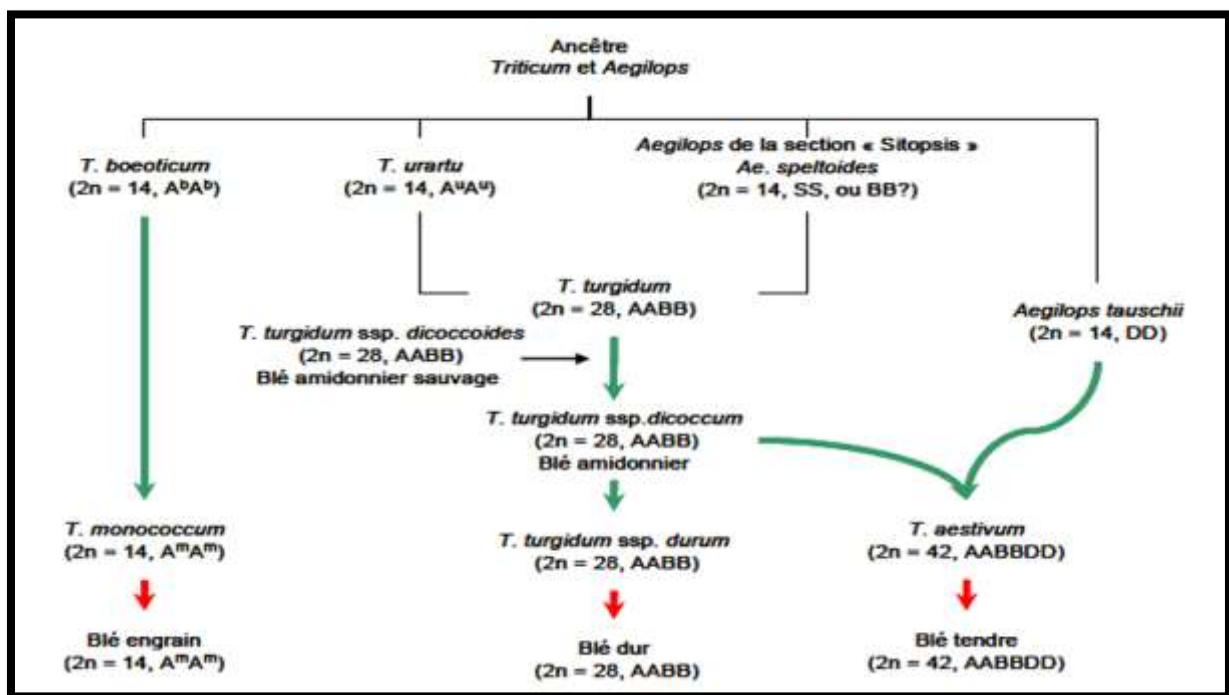 Ancêtre
Triticum et Aegilops
T. boeoticum
(2n = 14, AᵇAᵇ)
T. urartu
(2n = 14, AᵘAᵘ)
Aegilops de la section « Sitopsis »
Ae. speltoides
(2n = 14, SS, ou BB?)
T. turgidum
(2n = 28, AABB)
Aegilops tauschii
(2n = 14, DD)
T. turgidum ssp. dicoccoides
(2n = 28, AABB)
Blé amidonnier sauvage
T. turgidum ssp.dicoccum
(2n = 28, AABB)
Blé amidonnier
T. monococcum
(2n = 14, AᵐAᵐ)
T. turgidum ssp. durum
(2n = 28, AABB)
T. aestivum
(2n = 42, AABBDD)
Blé engrain
(2n = 14, AᵐAᵐ)
Blé dur
(2n = 28, AABB)
Blé tendre
(2n = 42, AABBDD)